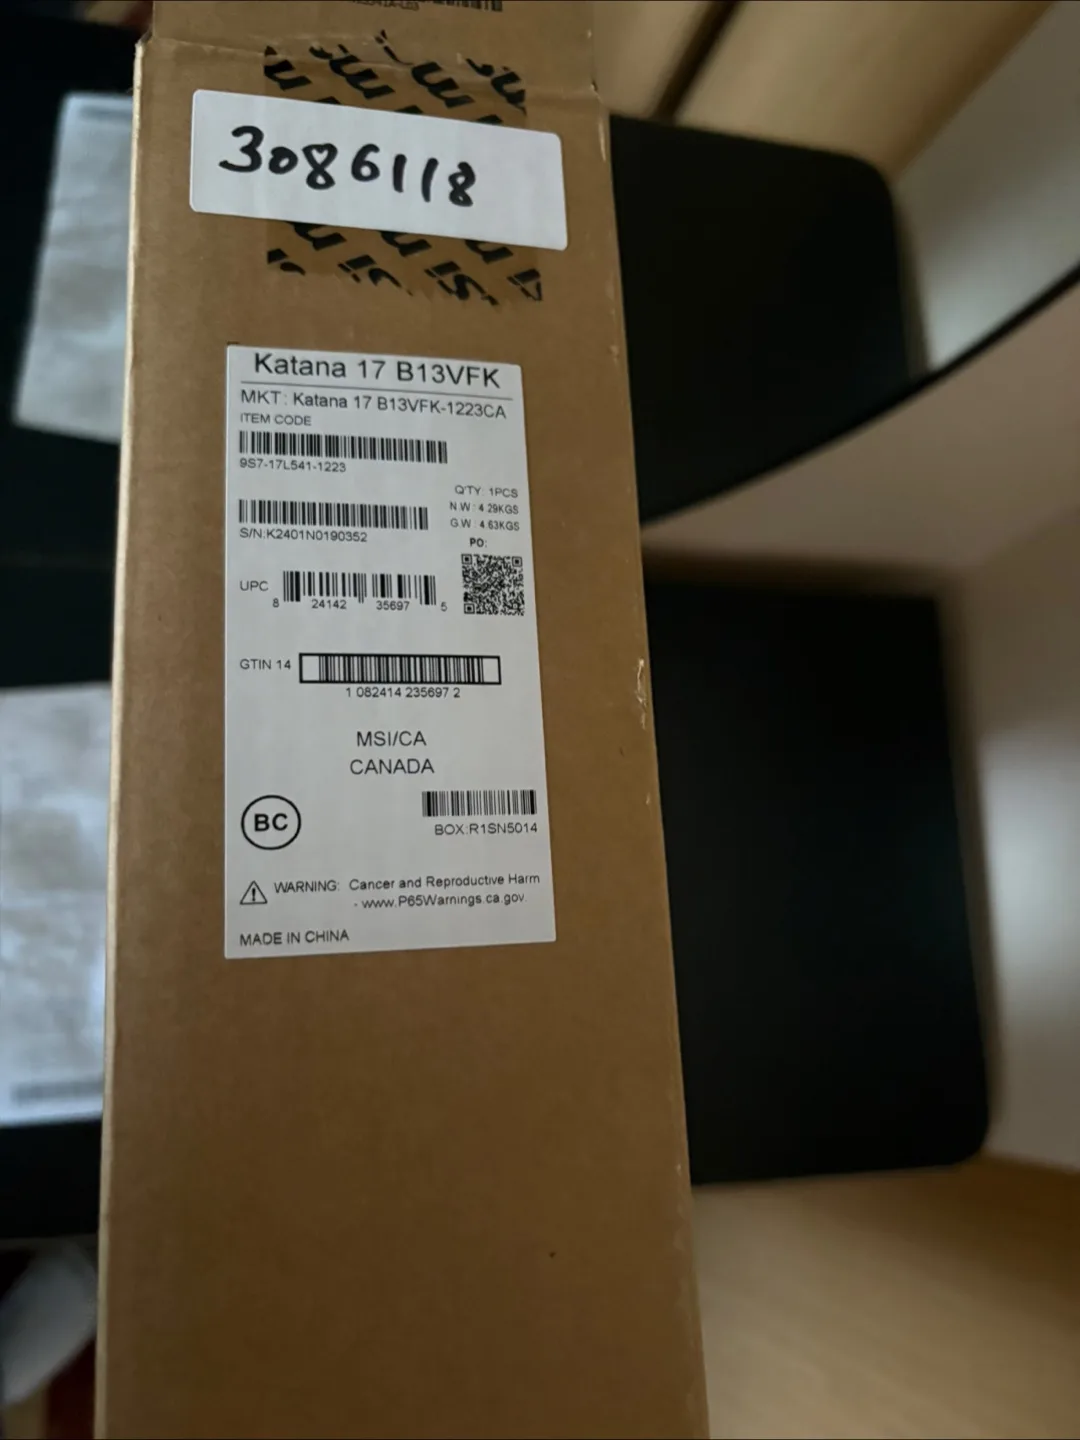 3086118
Katana 17 B13VFK
MKT: Katana 17 B13VFK-1223CA
ITEM CODE
9S7-17L541-1223
Q'TY: 1PCS
N.W: 4.29KGS
G.W: 4.63KGS
S/N:K2401N0190352
PO:
UPC
8 24142 35697 5
GTIN 14
1 082414 235697 2
MSI/CA
CANADA
BC
BOX:R1SN5014
WARNING: Cancer and Reproductive Harm
- www.P65Warnings.ca.gov.
MADE IN CHINA